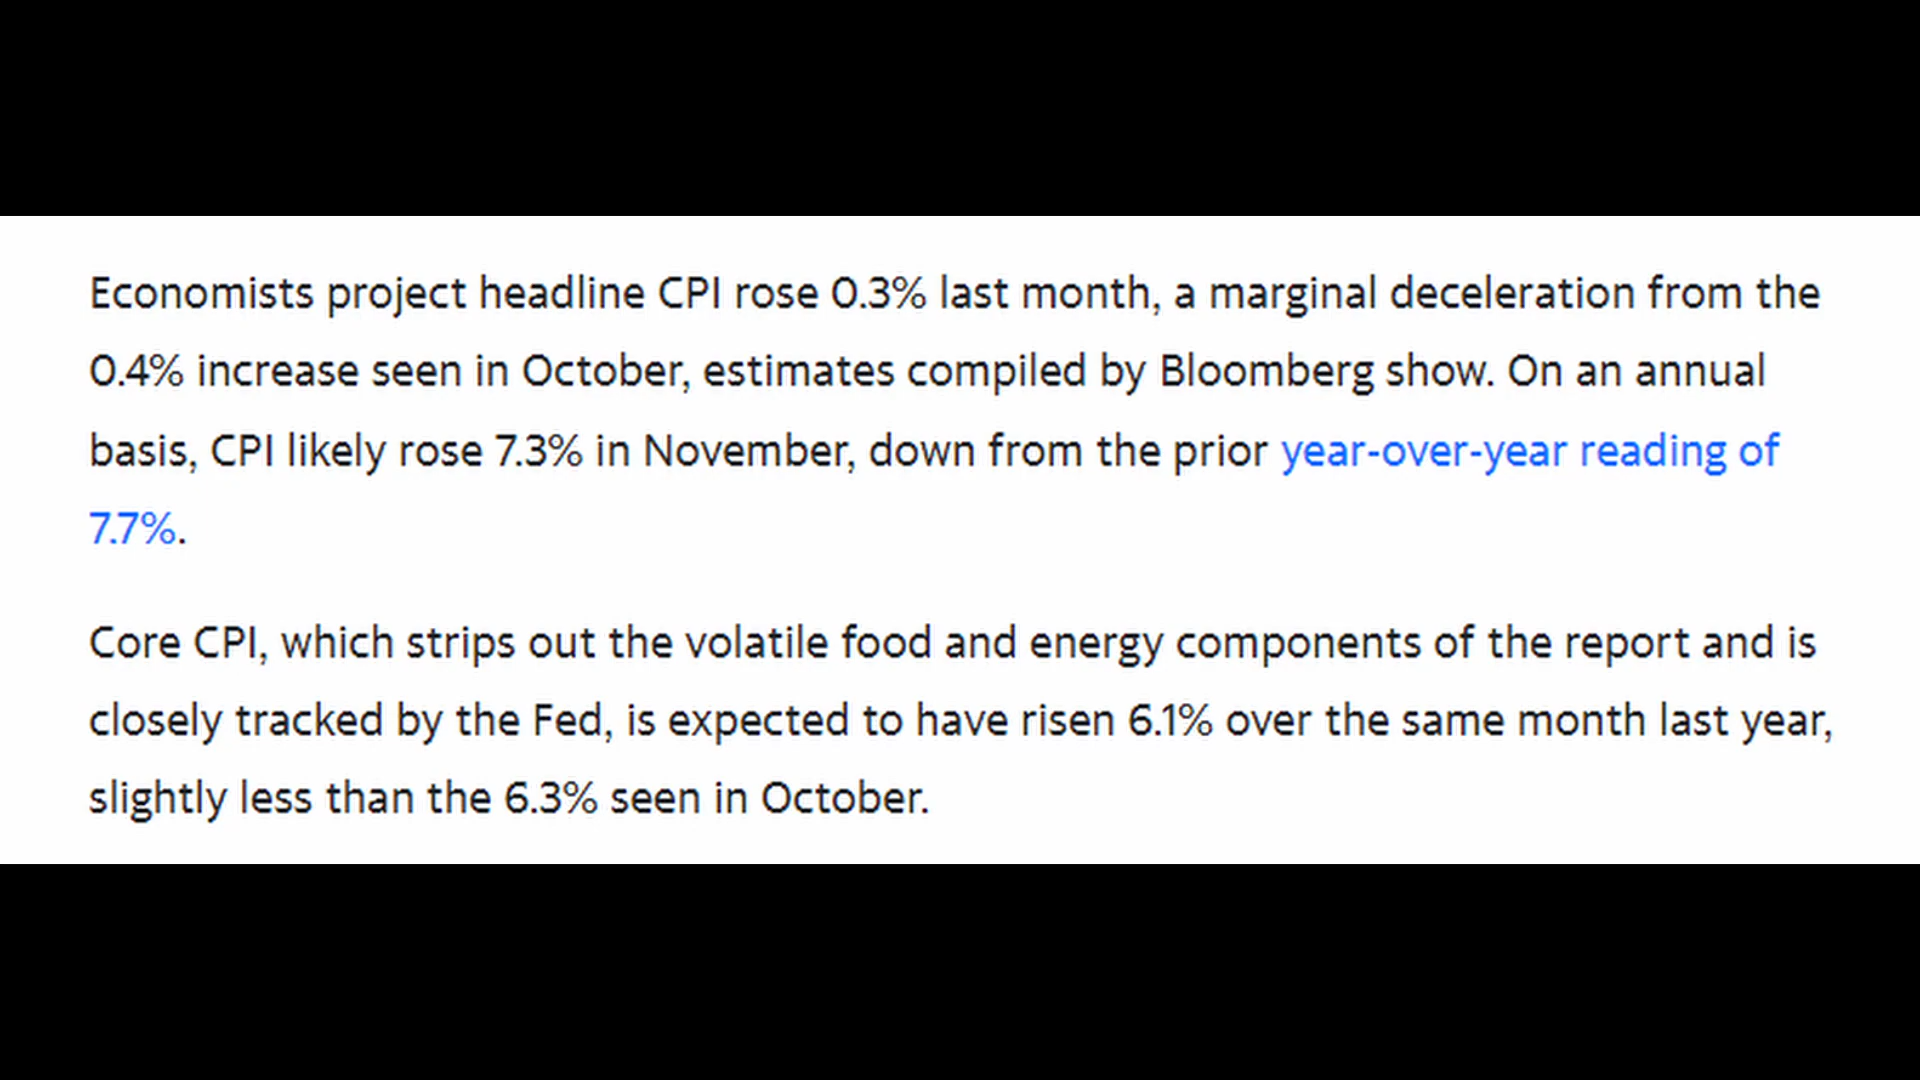 Economists project headline CPI rose 0.3% last month, a marginal deceleration from the
0.4% increase seen in October, estimates compiled by Bloomberg show. On an annual
basis, CPI likely rose 7.3% in November, down from the prior year-over-year reading of
7.7%.
Core CPI, which strips out the volatile food and energy components of the report and is
closely tracked by the Fed, is expected to have risen 6.1% over the same month last year,
slightly less than the 6.3% seen in October.